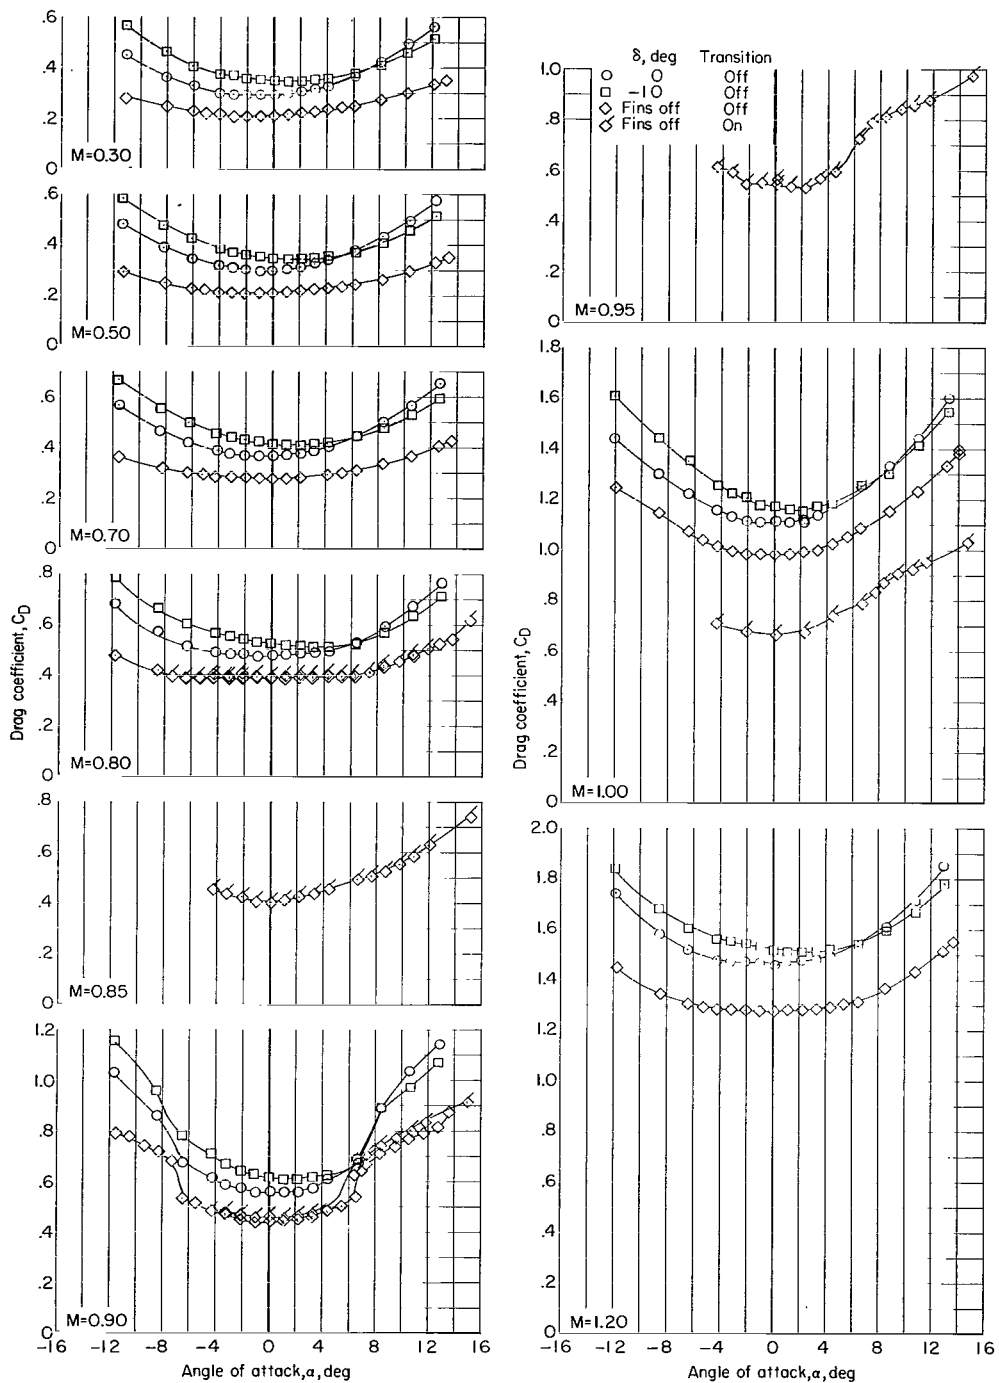 .6
.4
.2
0
M=0.30
.6
.4
.2
0
M=0.50
.6
.4
.2
0
M=0.70
.8
.6
.4
.2
0
M=0.80
Drag coefficient, C_D
.8
.6
.4
.2
0
M=0.85
1.2
1.0
.8
.6
.4
.2
0
M=0.90
-16 -12 -8 -4 0 4 8 12 16
Angle of attack, α, deg
δ, deg Transition
0 Off
-10 Off
Fins off Off
Fins off On
1.0
.8
.6
.4
.2
0
M=0.95
1.8
1.6
1.4
1.2
1.0
.8
.6
.4
.2
0
M=1.00
Drag coefficient, C_D
2.0
1.8
1.6
1.4
1.2
1.0
.8
.6
.4
.2
0
M=1.20
-16 -12 -8 -4 0 4 8 12 16
Angle of attack, α, deg